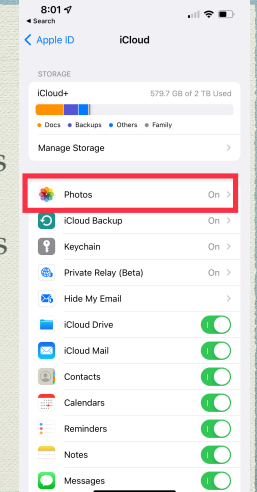 8:01
Search
Apple ID
iCloud
STORAGE
iCloud+ 579.7 GB of 2 TB Used
Docs Backups Others Family
Manage Storage
Photos On
iCloud Backup On
Keychain On
Private Relay (Beta) On
Hide My Email
iCloud Drive
iCloud Mail
Contacts
Calendars
Reminders
Notes
Messages
s
s